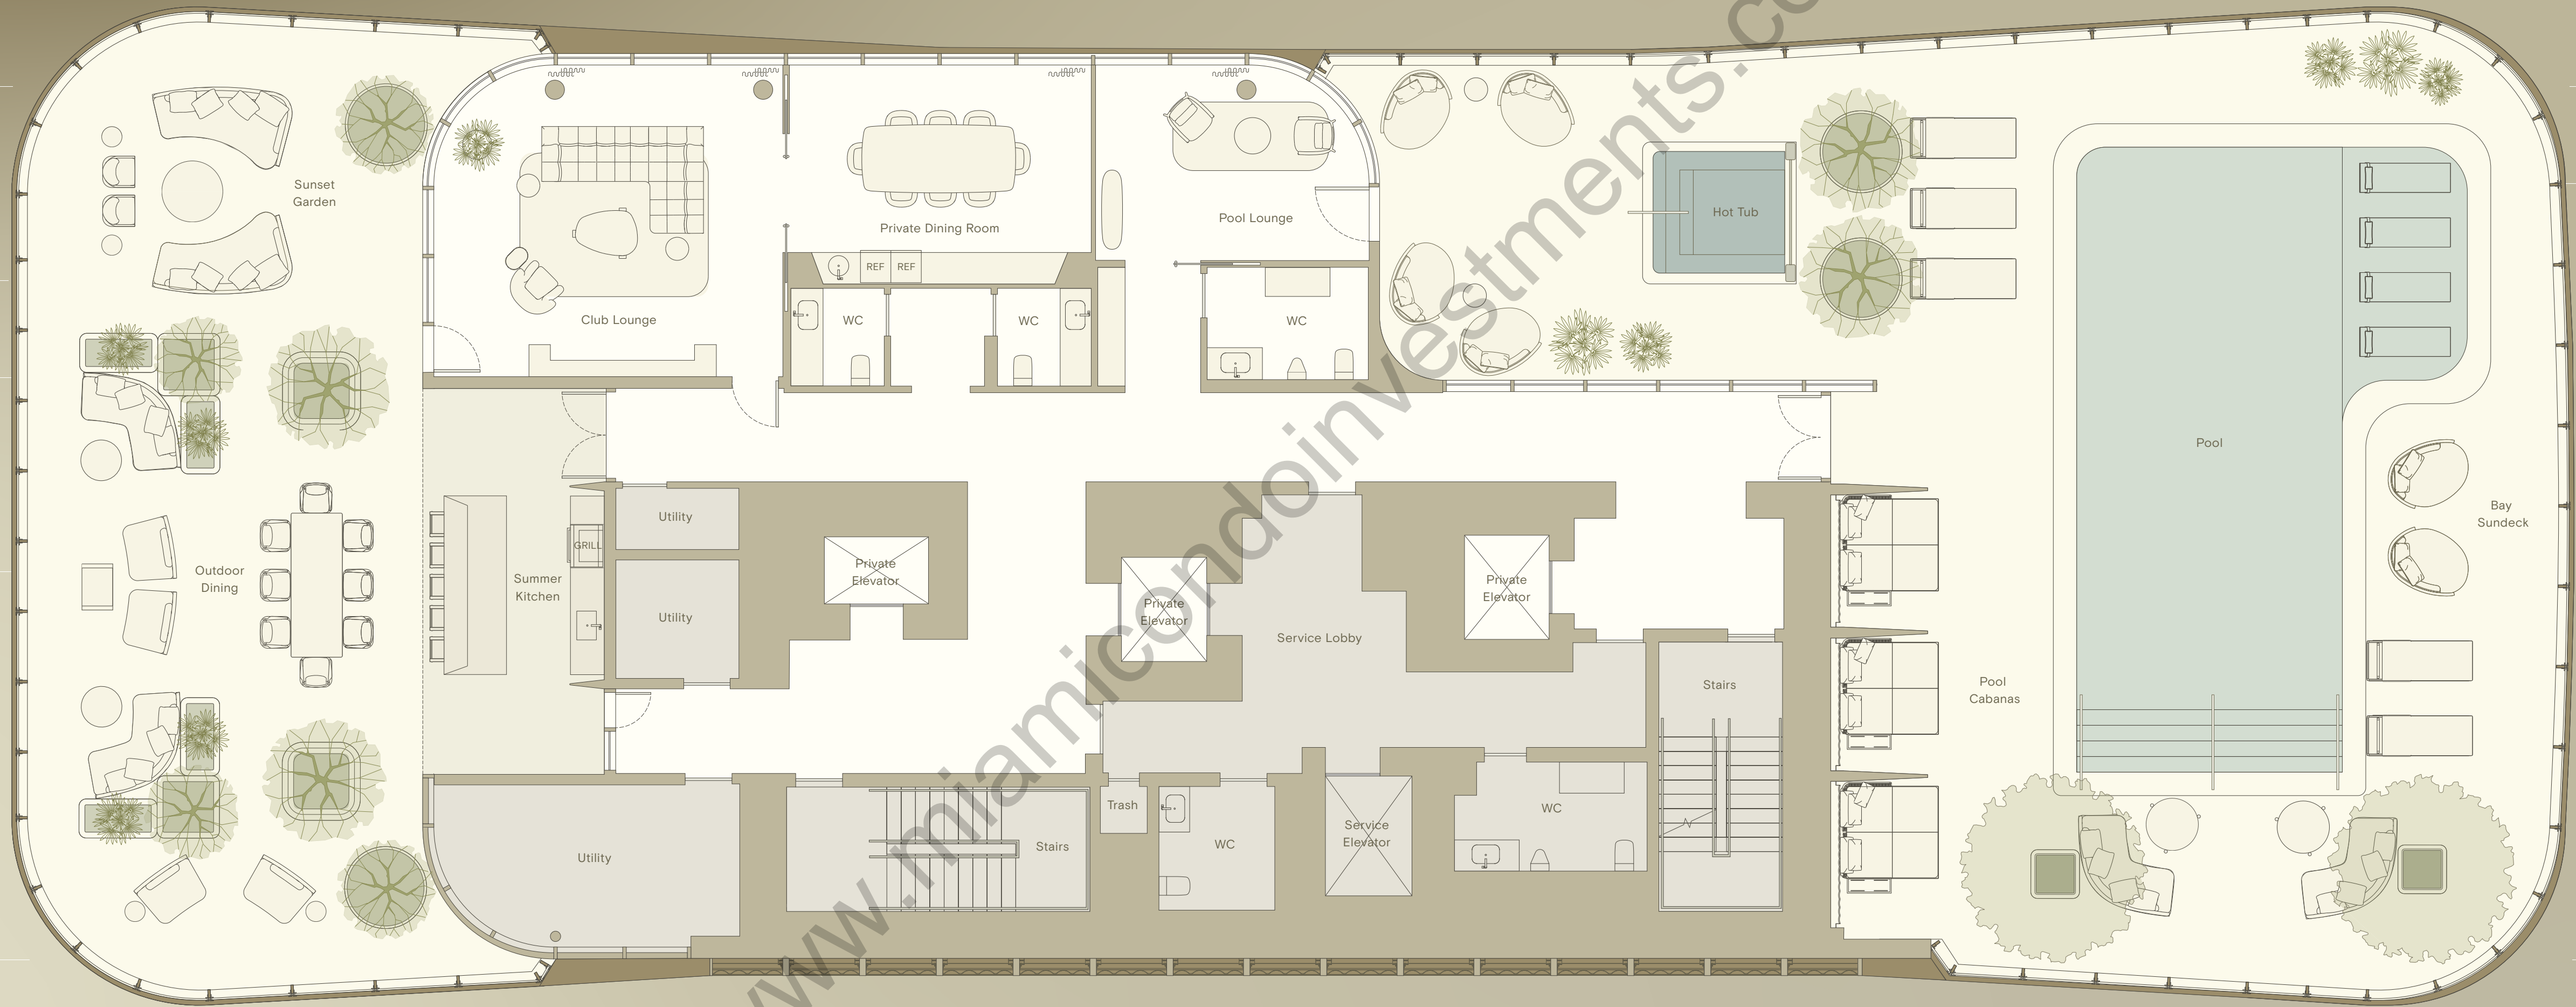 Sunset
Garden
Club Lounge
Private Dining Room
REF
REF
WC
WC
Pool Lounge
WC
Hot Tub
Pool
Bay
Sundeck
Outdoor
Dining
Summer
Kitchen
GRILL
Utility
Utility
Private
Elevator
Private
Elevator
Service Lobby
Private
Elevator
Stairs
Pool
Cabanas
Utility
Stairs
Trash
WC
Service
Elevator
WC
www.miamicondoinvestments.co